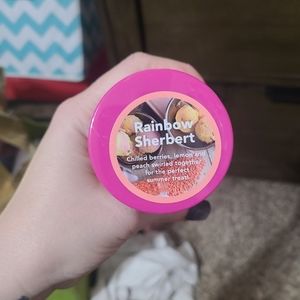 Rainbow
Sherbert
Chilled berries, lemon and
peach swirled together
for the perfect
summer treat.